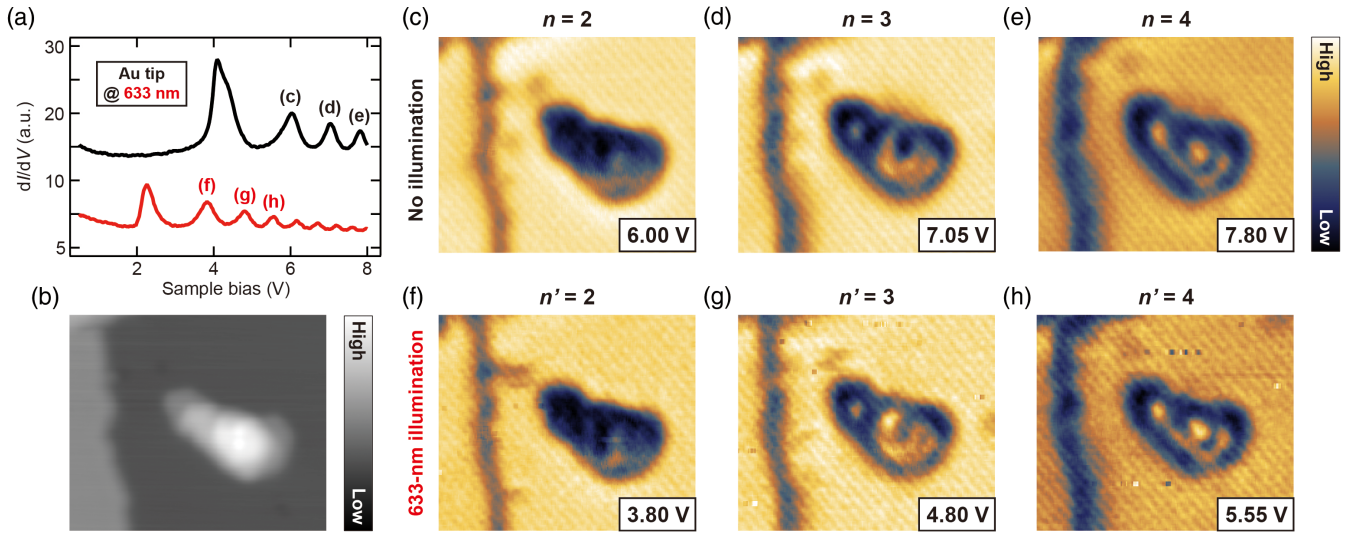 (a)
30
20
10
5
dI/dV (a.u.)
Au tip
@ 633 nm
(c)
(d)
(e)
(f)
(g)
(h)
2
4
6
8
Sample bias (V)
(b)
High
Low
No illumination
(c)
n = 2
6.00 V
(d)
n = 3
7.05 V
(e)
n = 4
7.80 V
High
Low
633-nm illumination
(f)
n' = 2
3.80 V
(g)
n' = 3
4.80 V
(h)
n' = 4
5.55 V